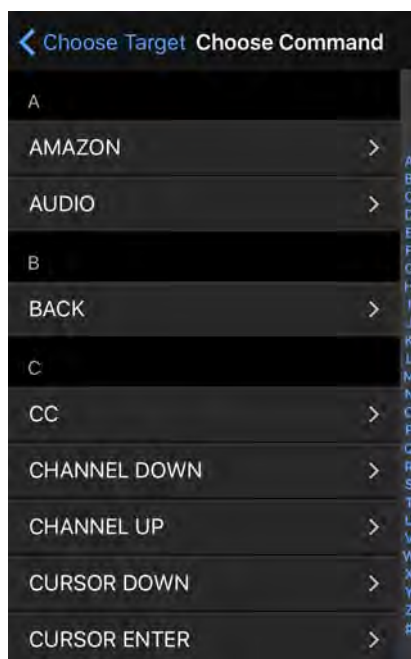 Choose Target Choose Command
A
AMAZON
AUDIO
B
BACK
C
CC
CHANNEL DOWN
CHANNEL UP
CURSOR DOWN
CURSOR ENTER
A
B
C
D
E
F
G
H
I
J
K
L
M
N
O
P
Q
R
S
T
U
V
W
X
Y
Z
#